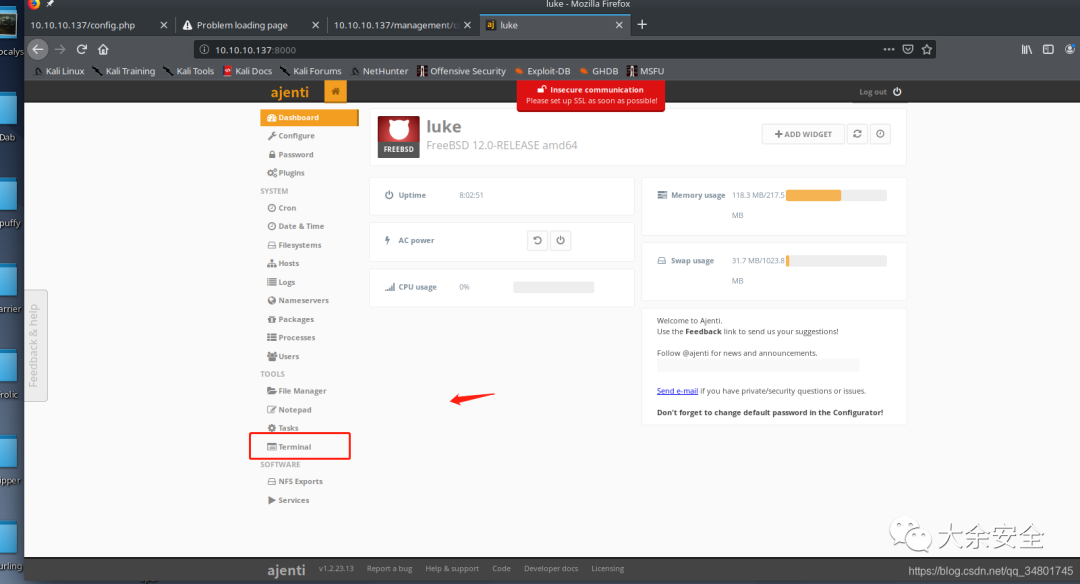 luke - Mozilla Firefox
10.10.10.137/config.php
Problem loading page
10.10.10.137/management/c
aj luke
10.10.10.137:8000
Kali Linux Kali Training Kali Tools Kali Docs Kali Forums NetHunter Offensive Security Exploit-DB GHDB MSFU
ajenti
Insecure communication
Please set up SSL as soon as possible!
Log out
ocalys
Dab
puffy
arrier
rolic
ipper
urling
Feedback & help
Dashboard
Configure
Password
Plugins
SYSTEM
Cron
Date & Time
Filesystems
Hosts
Logs
Nameservers
Packages
Processes
Users
TOOLS
File Manager
Notepad
Tasks
Terminal
SOFTWARE
NFS Exports
Services
FREEBSD
luke
FreeBSD 12.0-RELEASE amd64
ADD WIDGET
Uptime 8:02:51
AC power
CPU usage 0%
Memory usage 118.3 MB/217.5
MB
Swap usage 31.7 MB/1023.8
MB
Welcome to Ajenti.
Use the Feedback link to send us your suggestions!
Follow @ajenti for news and announcements.
Send e-mail if you have private/security questions or issues.
Don't forget to change default password in the Configurator!
大余安全
ajenti v1.2.23.13 Report a bug Help & support Code Developer docs Licensing
https://blog.csdn.net/qq_34801745